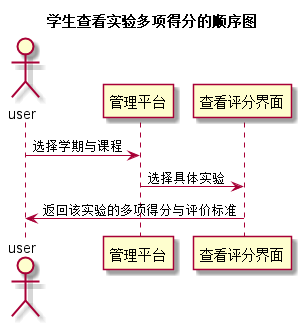 学生查看实验多项得分的顺序图
user
管理平台
查看评分界面
选择学期与课程
选择具体实验
返回该实验的多项得分与评价标准
user
管理平台
查看评分界面